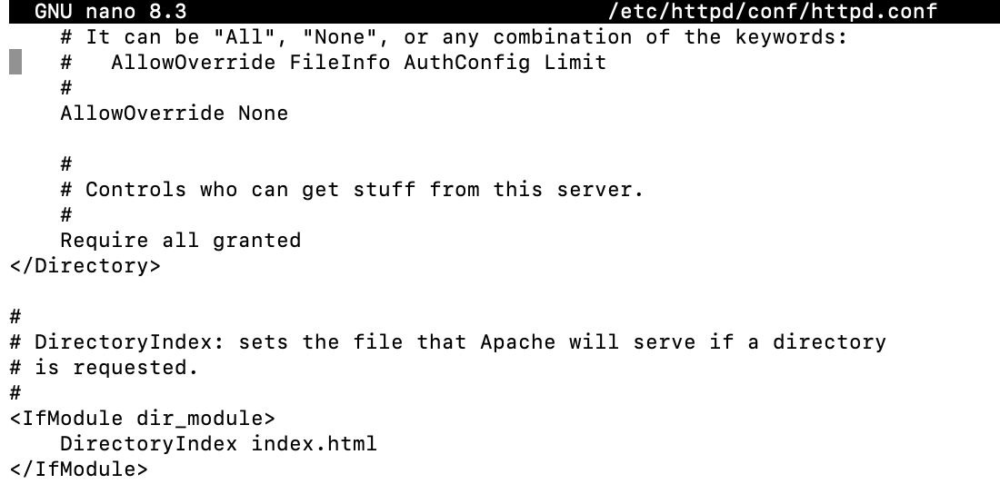 GNU nano 8.3 /etc/httpd/conf/httpd.conf
# It can be "All", "None", or any combination of the keywords:
#   AllowOverride FileInfo AuthConfig Limit
#
AllowOverride None
#
# Controls who can get stuff from this server.
#
Require all granted
</Directory>
#
# DirectoryIndex: sets the file that Apache will serve if a directory
# is requested.
#
<IfModule dir_module>
    DirectoryIndex index.html
</IfModule>